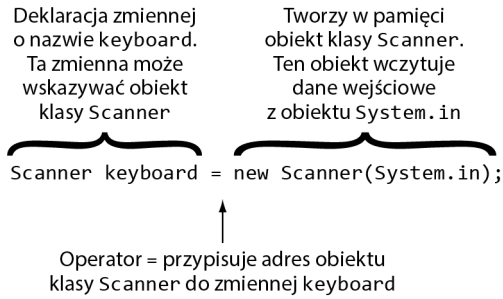 Deklaracja zmiennej
o nazwie keyboard.
Ta zmienna może
wskazywać obiekt
klasy Scanner
Tworzy w pamięci
obiekt klasy Scanner.
Ten obiekt wczytuje
dane wejściowe
z obiektu System.in
Scanner keyboard = new Scanner(System.in);
Operator = przypisuje adres obiektu
klasy Scanner do zmiennej keyboard